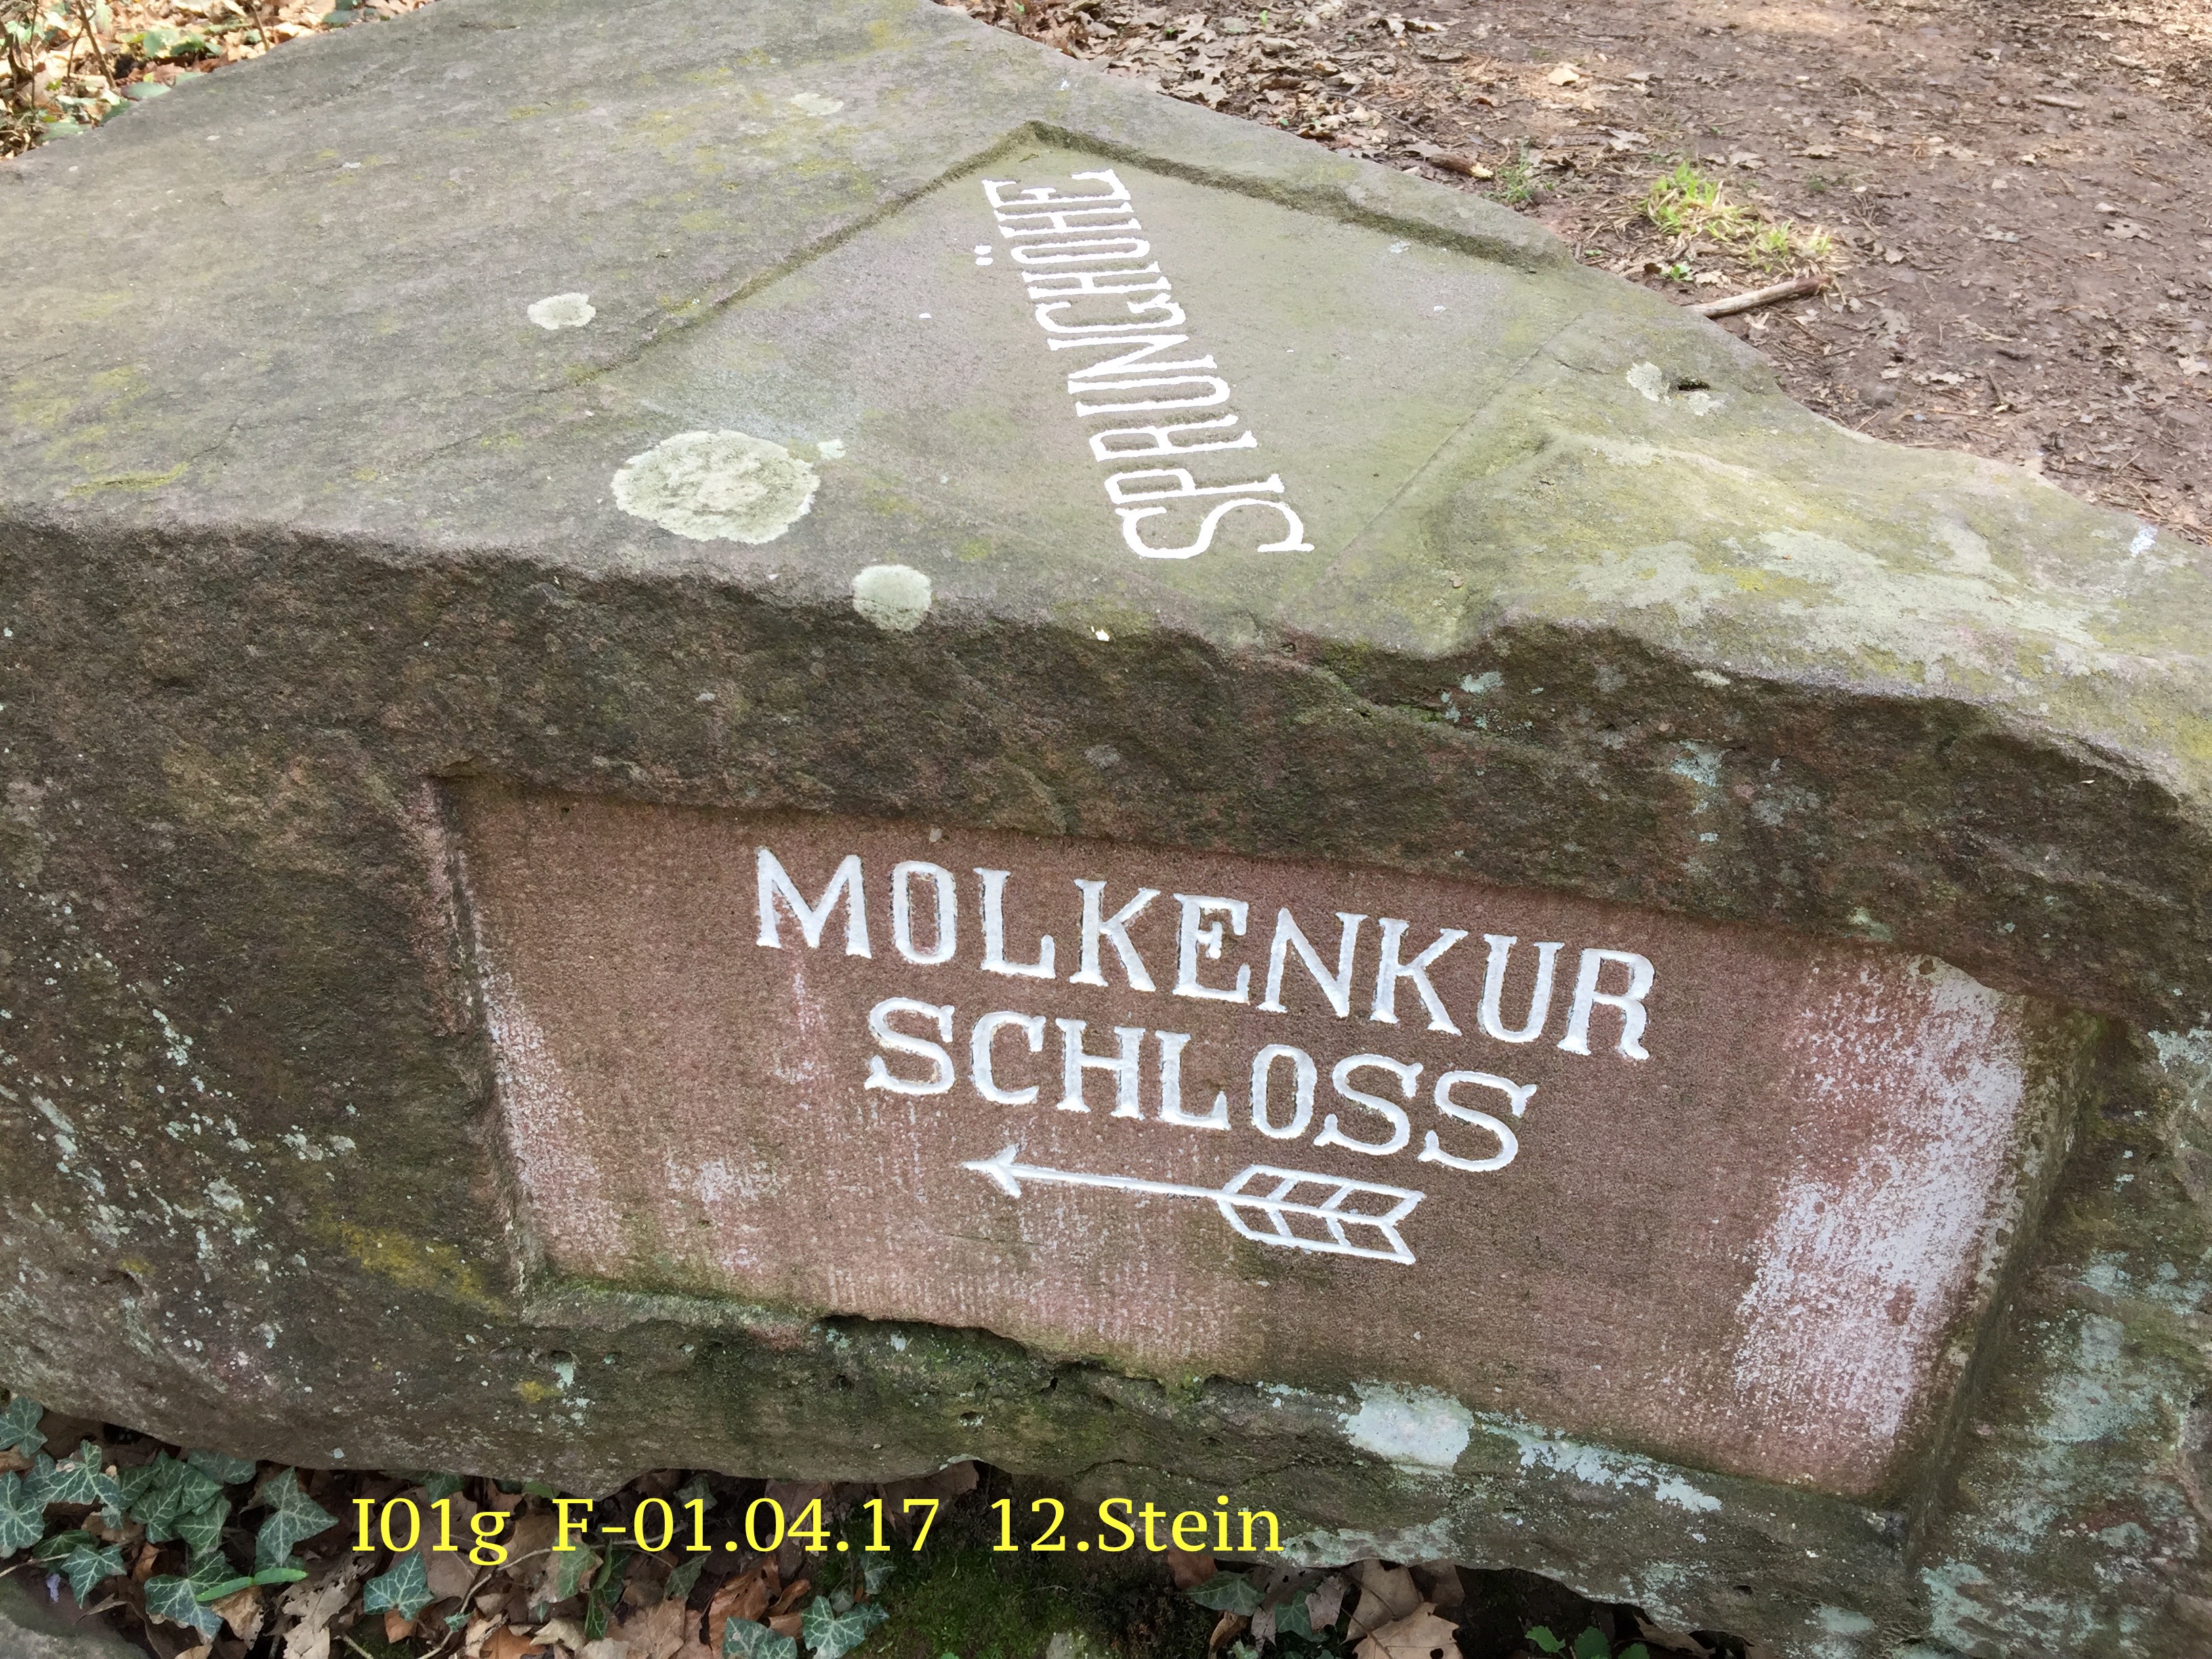 SPRUNGHÖHE
MOLKENKUR
SCHLOSS
I01g F-01.04.17 12.Stein